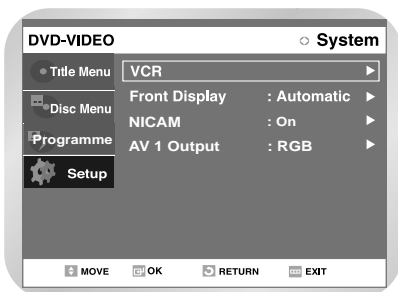 DVD-VIDEO System
Title Menu
Disc Menu
Programme
Setup
VCR
Front Display : Automatic
NICAM : On
AV 1 Output : RGB
MOVE OK RETURN EXIT